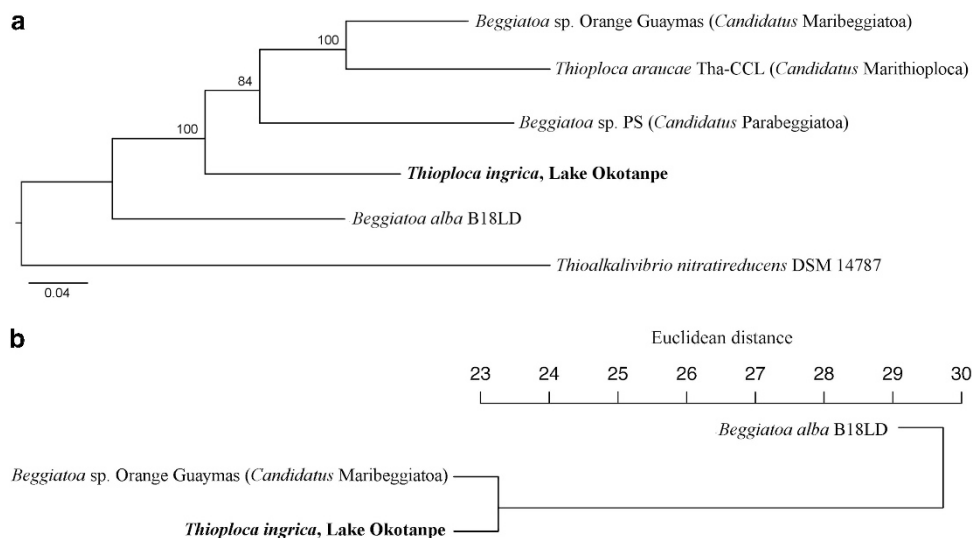 a
Beggiatoa sp. Orange Guaymas (Candidatus Maribeggiatoa)
100
Thioploca araucae Tha-CCL (Candidatus Marithioploca)
84
Beggiatoa sp. PS (Candidatus Parabeggiatoa)
100
Thioploca ingrica, Lake Okotanpe
Beggiatoa alba B18LD
Thioalkalivibrio nitratireducens DSM 14787
0.04
b
Euclidean distance
23 24 25 26 27 28 29 30
Beggiatoa alba B18LD
Beggiatoa sp. Orange Guaymas (Candidatus Maribeggiatoa)
Thioploca ingrica, Lake Okotanpe